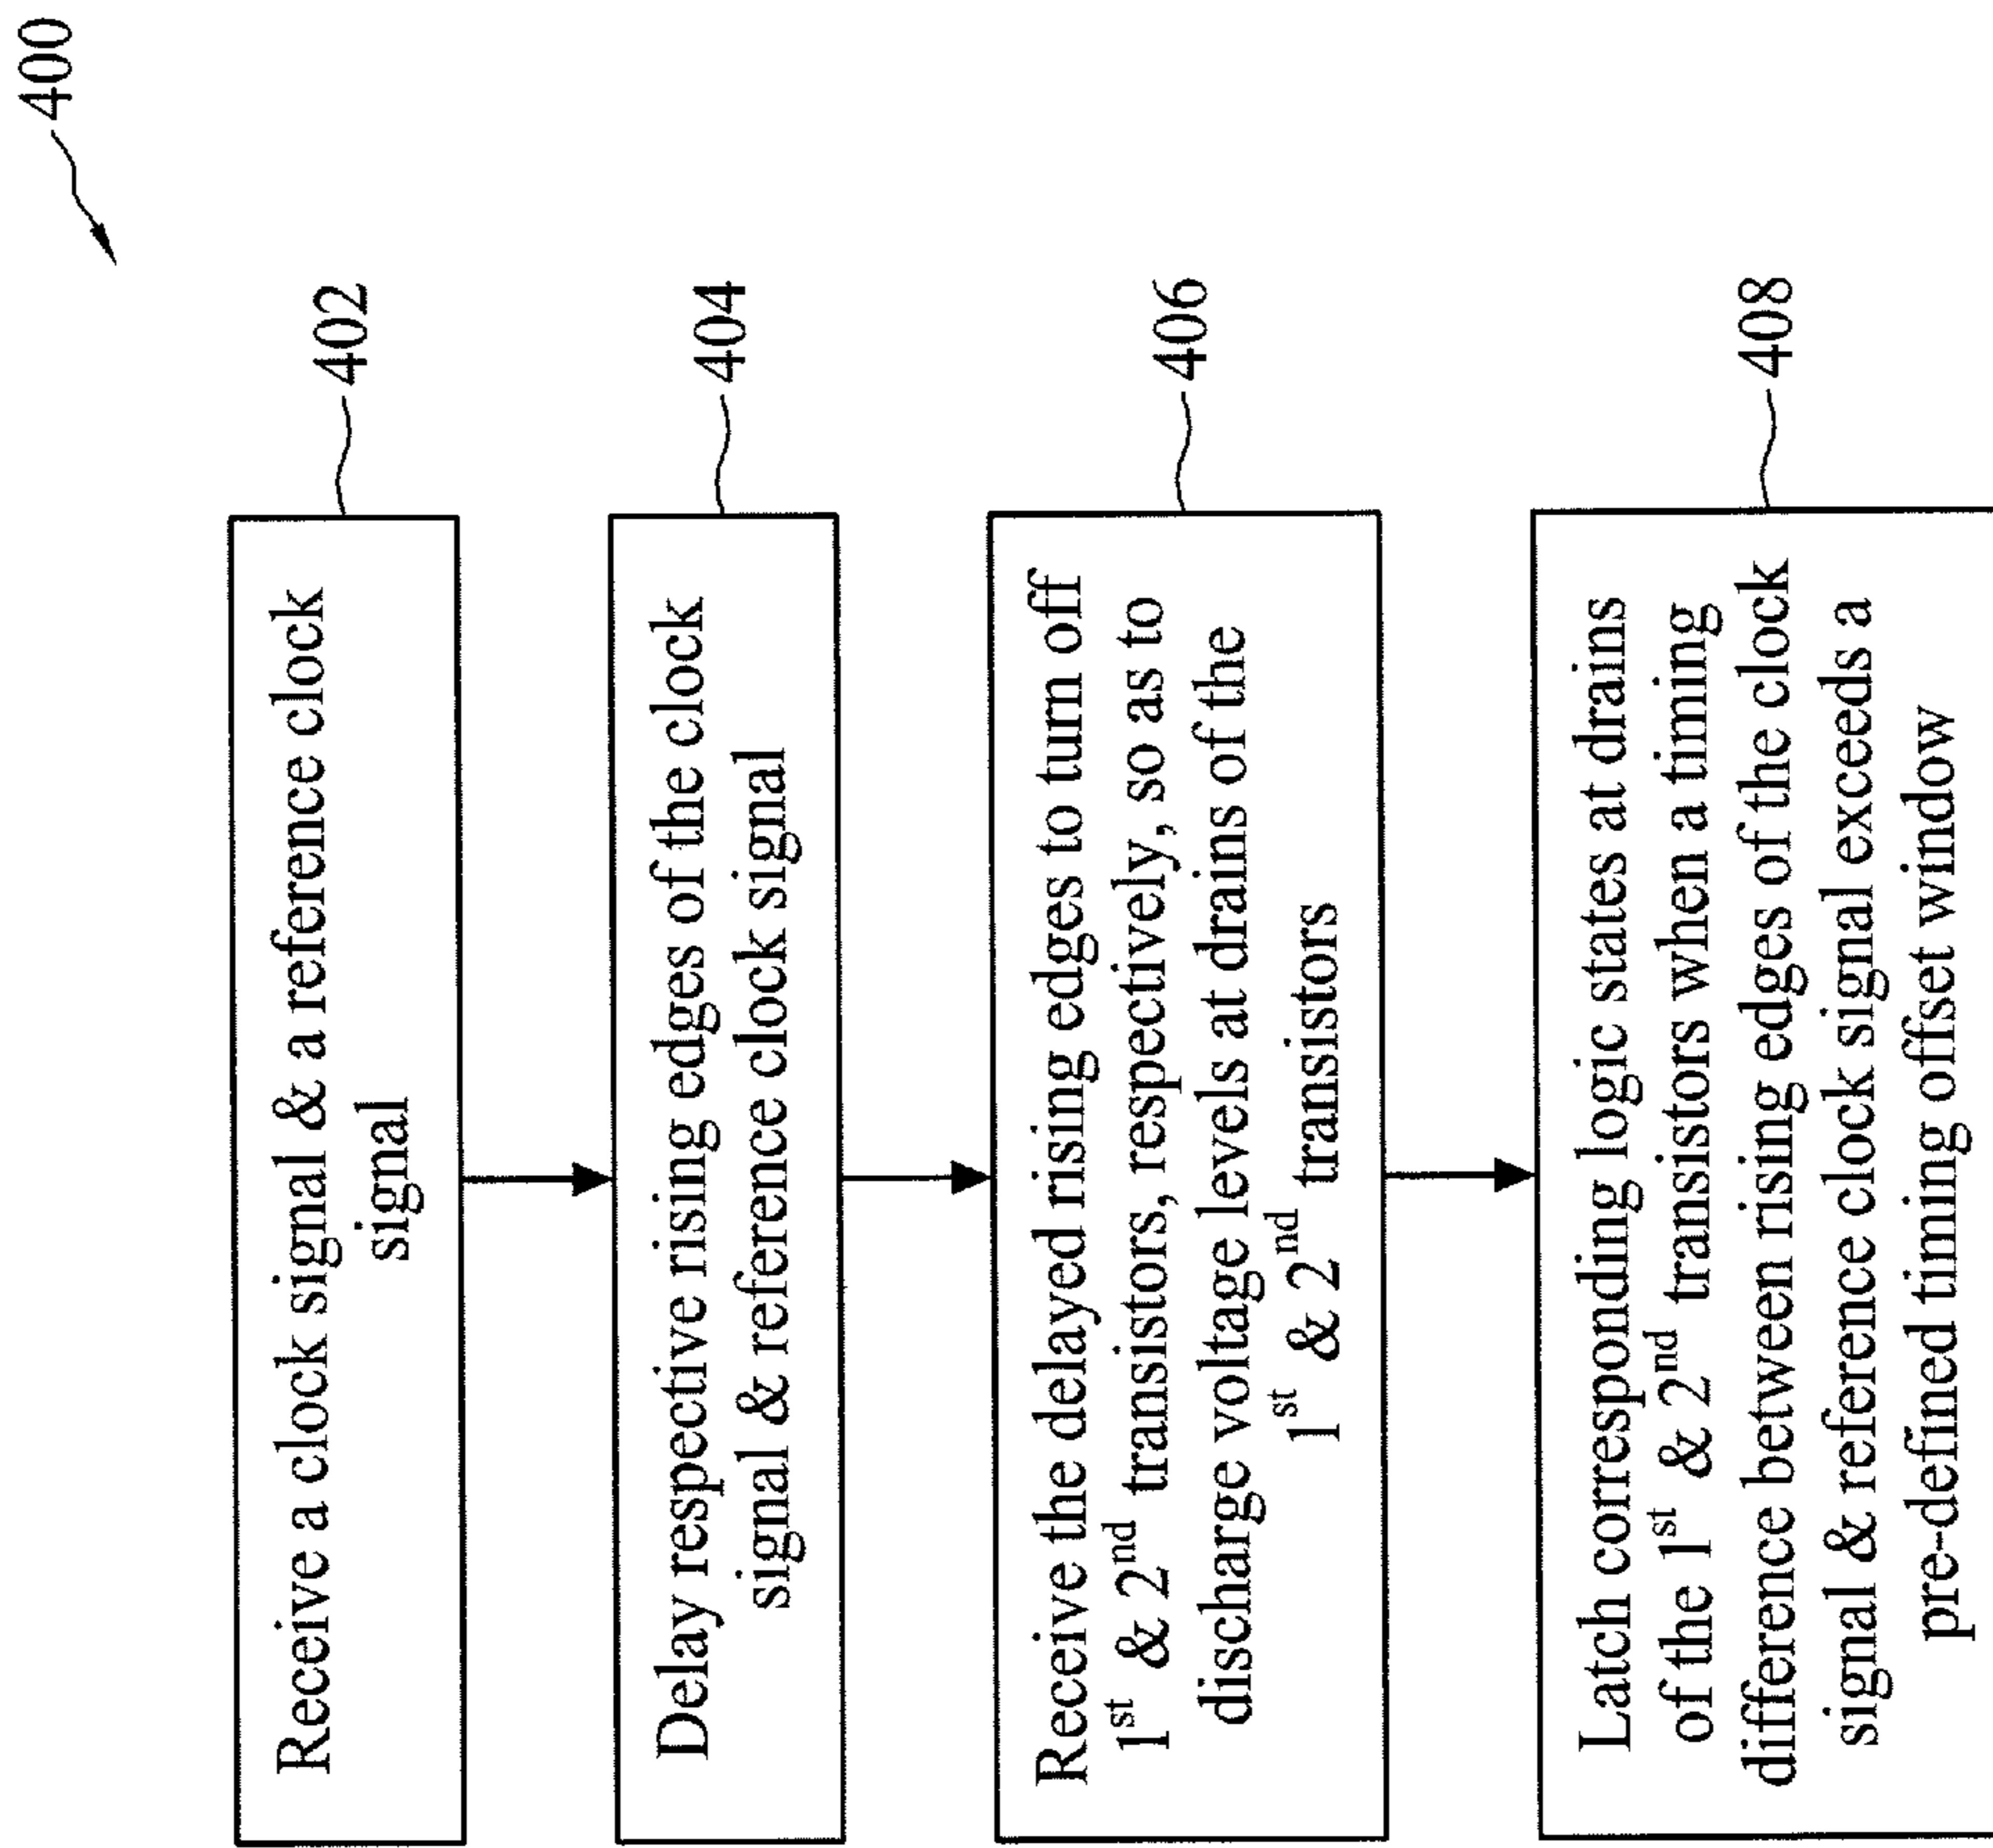 400
402
Receive a clock signal & a reference clock
signal
404
Delay respective rising edges of the clock
signal & reference clock signal
406
Receive the delayed rising edges to turn off
1st & 2nd transistors, respectively, so as to
discharge voltage levels at drains of the
1st & 2nd transistors
408
Latch corresponding logic states at drains
of the 1st & 2nd transistors when a timing
difference between rising edges of the clock
signal & reference clock signal exceeds a
pre-defined timing offset window